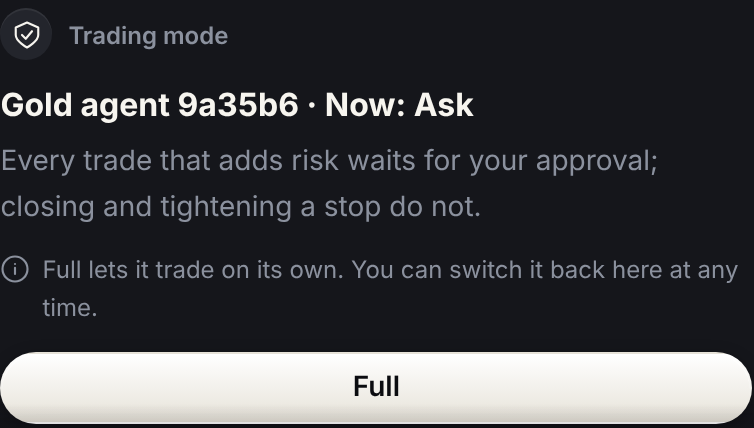 Trading mode
Gold agent 9a35b6 · Now: Ask
Every trade that adds risk waits for your approval;
closing and tightening a stop do not.
Full lets it trade on its own. You can switch it back here at any
time.
Full